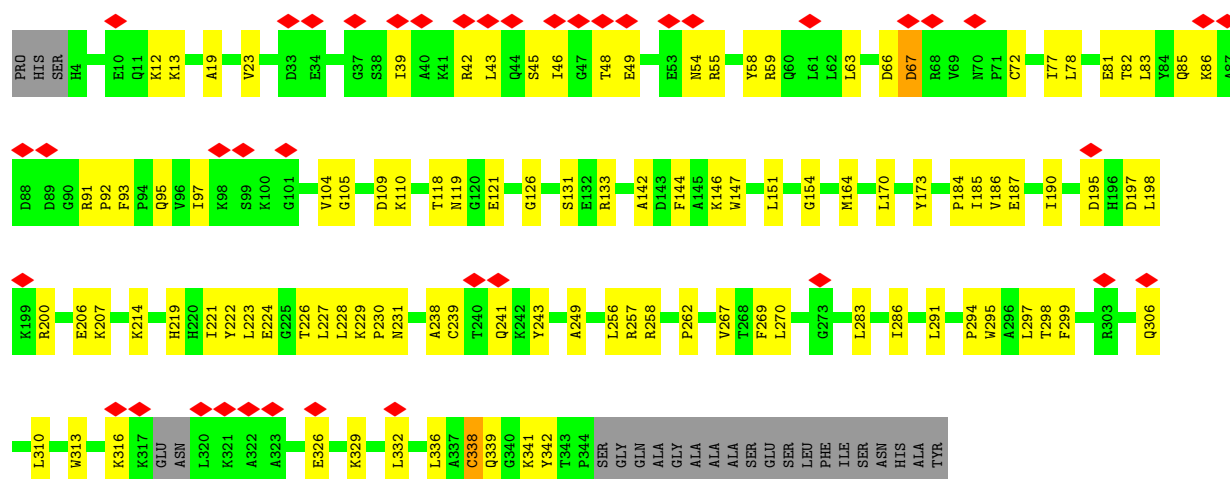 PRO HIS SER H4 E10 Q11 K12 K13 A19 V23 D33 E34 G37 S38 I39 A40 K41 R42 L43 Q44 S45 I46 G47 T48 E49 E53 N54 R55 Y58 R59 Q60 L61 L62 L63 D66 D67 R68 V69 N70 P71 C72 I77 L78 E81 T82 L83 Y84 Q85 K86 A87
D88 D89 G90 R91 P92 F93 P94 Q95 V96 I97 K98 S99 K100 G101 V104 G105 D109 K110 T118 N119 G120 E121 G126 S131 E132 R133 A142 D143 F144 A145 K146 W147 L151 G154 M164 L170 Y173 P184 I185 V186 E187 I190 D195 H196 D197 L198
K199 R200 E206 K207 K214 H219 H220 I221 Y222 L223 E224 G225 T226 L227 L228 K229 P230 N231 A238 C239 T240 Q241 K242 Y243 A249 L256 R257 R258 P262 V267 T268 F269 L270 G273 L283 I286 L291 P294 W295 A296 L297 T298 F299 R303 Q306
L310 W313 K316 K317 GLU ASN L320 K321 A322 A323 E326 K329 L332 L336 A337 C338 Q339 G340 K341 Y342 T343 P344 SER GLY GLN ALA GLY ALA ALA ALA SER GLU SER LEU PHE ILE SER ASN HIS ALA TYR